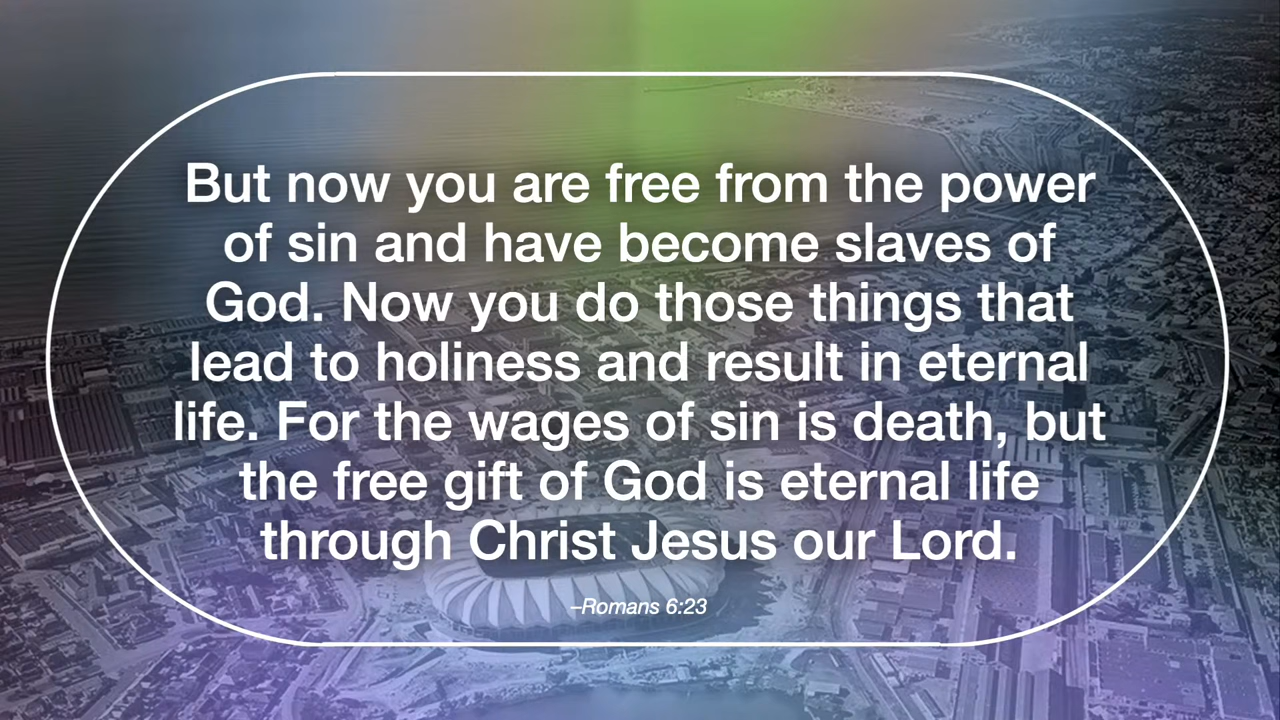 But now you are free from the power
of sin and have become slaves of
God. Now you do those things that
lead to holiness and result in eternal
life. For the wages of sin is death, but
the free gift of God is eternal life
through Christ Jesus our Lord.
–Romans 6:23